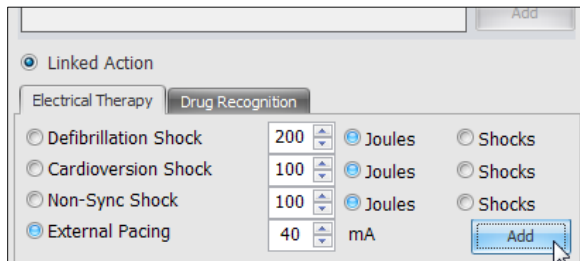 Add
Linked Action
Electrical Therapy Drug Recognition
Defibrillation Shock 200 Joules Shocks
Cardioversion Shock 100 Joules Shocks
Non-Sync Shock 100 Joules Shocks
External Pacing 40 mA Add